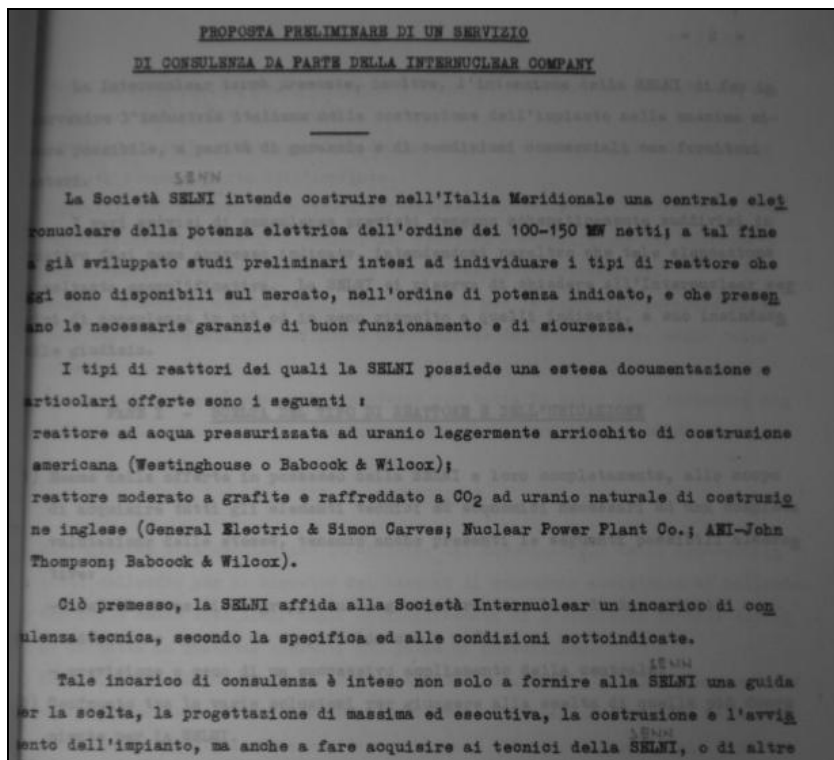 PROPOSTA PRELIMINARE DI UN SERVIZIO
DI CONSULENZA DA PARTE DELLA INTERNUCLEAR COMPANY
SENN
La Società SELNI intende costruire nell'Italia Meridionale una centrale elet
ronucleare della potenza elettrica dell'ordine dei 100-150 MW netti; a tal fine
a già sviluppato studi preliminari intesi ad individuare i tipi di reattore che
ggi sono disponibili sul mercato, nell'ordine di potenza indicato, e che presen
ano le necessarie garanzie di buon funzionamento e di sicurezza.
I tipi di reattori dei quali la SELNI possiede una estesa documentazione e
articolari offerte sono i seguenti :
reattore ad acqua pressurizzata ad uranio leggermente arricchito di costruzione
americana (Westinghouse o Babcock & Wilcox);
reattore moderato a grafite e raffreddato a CO2 ad uranio naturale di costruzio
ne inglese (General Electric & Simon Carves; Nuclear Power Plant Co.; AEI-John
Thompson; Babcock & Wilcox).
Ciò premesso, la SELNI affida alla Società Internuclear un incarico di con
ulenza tecnica, secondo la specifica ed alle condizioni sottoindicate.
SENN
Tale incarico di consulenza è inteso non solo a fornire alla SELNI una guida
er la scelta, la progettazione di massima ed esecutiva, la costruzione e l'avvia
SENN
ento dell'impianto, ma anche a fare acquisire ai tecnici della SELNI, o di altre